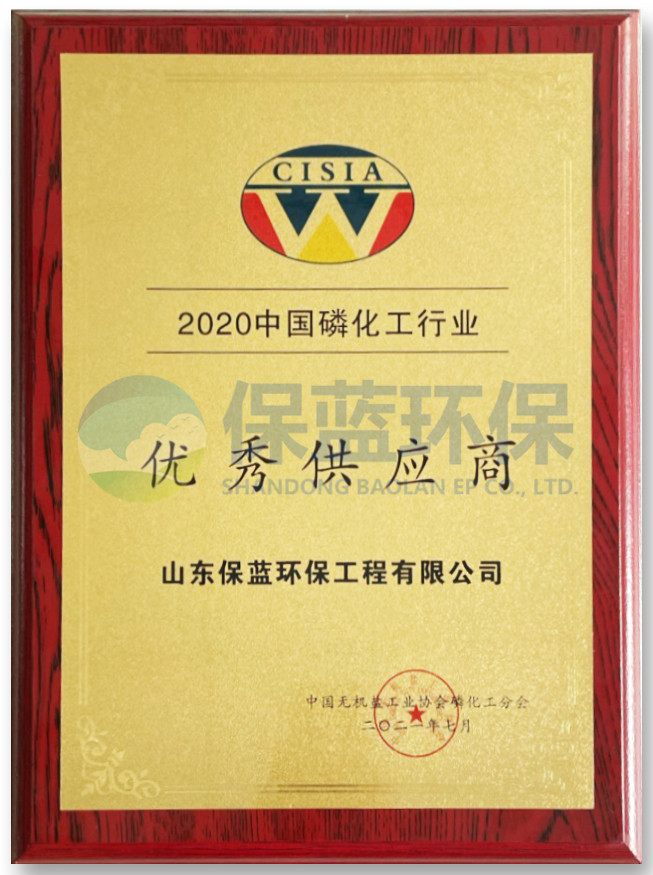 CISIA
2020中国磷化工行业
保蓝环保
优秀供应商
SHANDONG BAOLAN EP CO., LTD.
山东保蓝环保工程有限公司
中国无机盐工业协会磷化工分会
二〇二一年七月